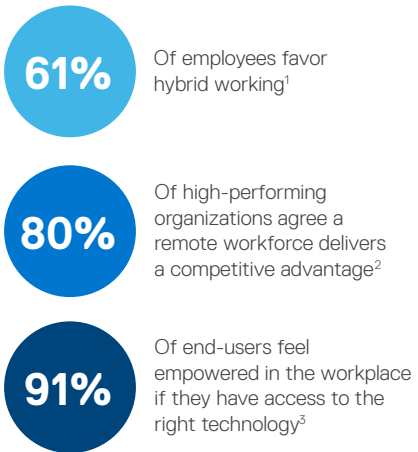 61%
Of employees favor
hybrid working¹
80%
Of high-performing
organizations agree a
remote workforce delivers
a competitive advantage²
91%
Of end-users feel
empowered in the workplace
if they have access to the
right technology³